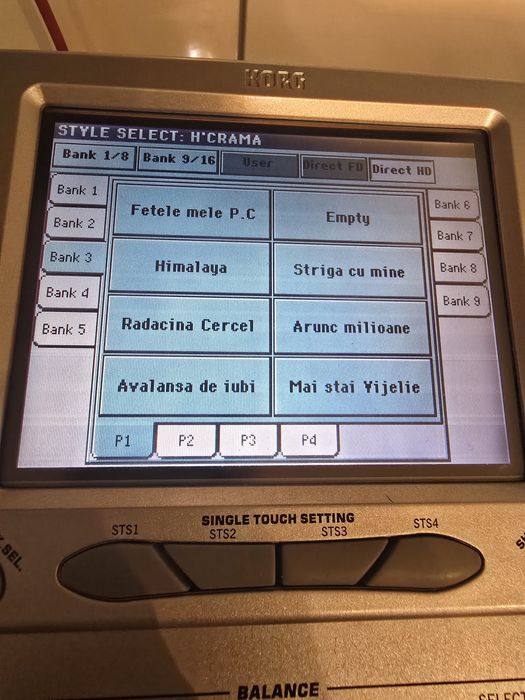 KORG
STYLE SELECT: H'CRAMA
Bank 1/8 Bank 9/16 User Direct FD Direct HD
Bank 1
Bank 2
Bank 3
Bank 4
Bank 5
Fetele mele P.C Empty
Himalaya Striga cu mine
Radacina Cercel Arunc milioane
Avalansa de iubi Mai stai Vijelie
Bank 6
Bank 7
Bank 8
Bank 9
P1 P2 P3 P4
SINGLE TOUCH SETTING
STS1 STS2 STS3 STS4
SEL.
BALANCE
SELECT